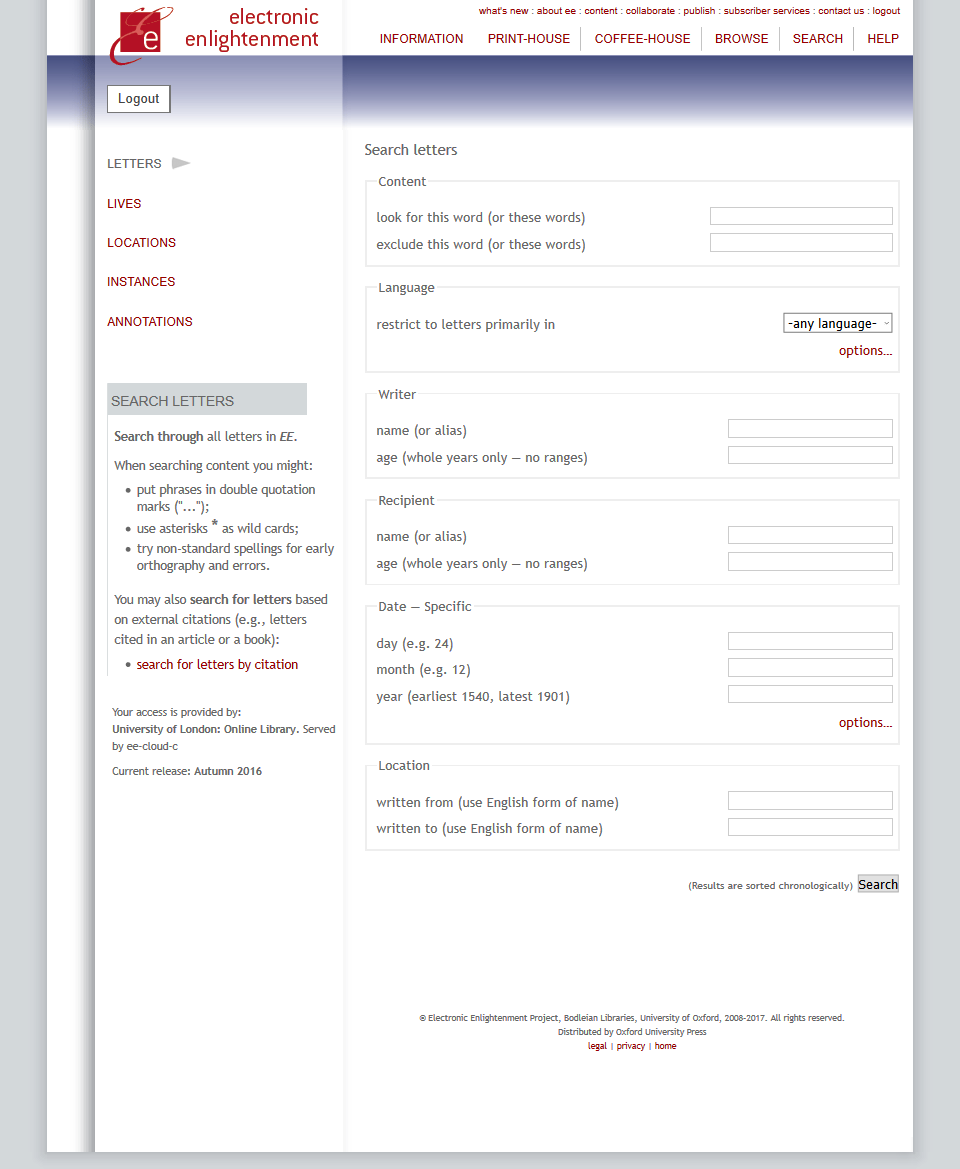 electronic
enlightenment
what's new : about ee : content : collaborate : publish : subscriber services : contact us : logout
INFORMATION PRINT-HOUSE COFFEE-HOUSE BROWSE SEARCH HELP
Logout
LETTERS
LIVES
LOCATIONS
INSTANCES
ANNOTATIONS
SEARCH LETTERS
Search through all letters in EE.
When searching content you might:
• put phrases in double quotation
marks ("...");
• use asterisks * as wild cards;
• try non-standard spellings for early
orthography and errors.
You may also search for letters based
on external citations (e.g., letters
cited in an article or a book):
• search for letters by citation
Your access is provided by:
University of London: Online Library. Served
by ee-cloud-c
Current release: Autumn 2016
Search letters
Content
look for this word (or these words)
exclude this word (or these words)
Language
restrict to letters primarily in -any language-
options...
Writer
name (or alias)
age (whole years only — no ranges)
Recipient
name (or alias)
age (whole years only — no ranges)
Date — Specific
day (e.g. 24)
month (e.g. 12)
year (earliest 1540, latest 1901)
options...
Location
written from (use English form of name)
written to (use English form of name)
(Results are sorted chronologically) Search
© Electronic Enlightenment Project, Bodleian Libraries, University of Oxford, 2008-2017. All rights reserved.
Distributed by Oxford University Press
legal | privacy | home